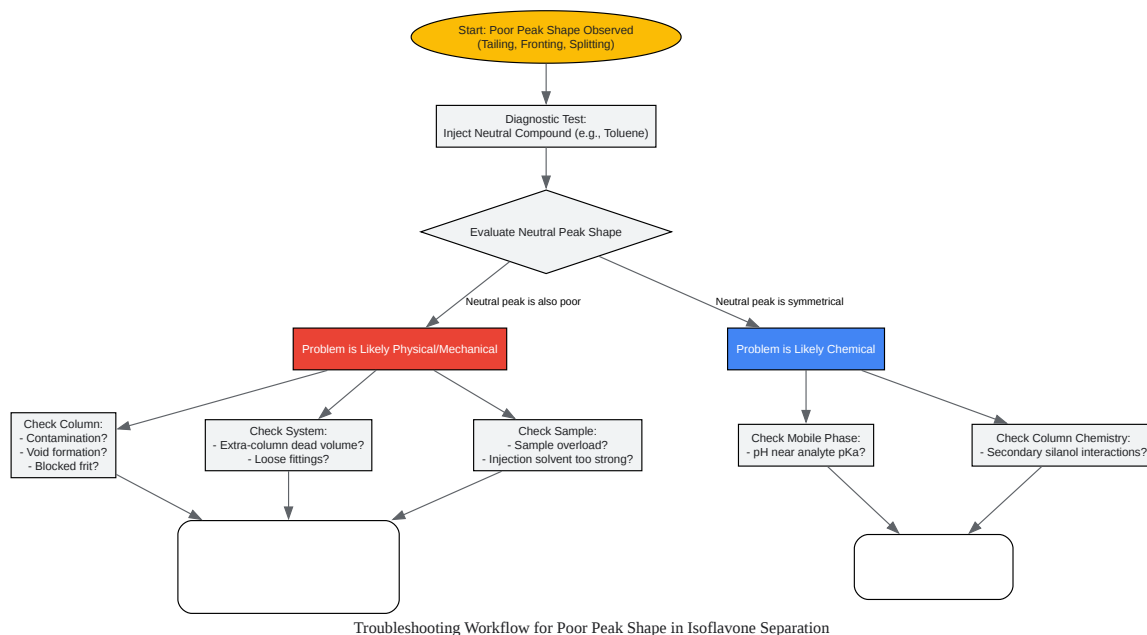 Start: Poor Peak Shape Observed
(Tailing, Fronting, Splitting)
Diagnostic Test:
Inject Neutral Compound (e.g., Toluene)
Evaluate Neutral Peak Shape
Neutral peak is also poor
Neutral peak is symmetrical
Problem is Likely Physical/Mechanical
Problem is Likely Chemical
Check Column:
- Contamination?
- Void formation?
- Blocked frit?
Check System:
- Extra-column dead volume?
- Loose fittings?
Check Sample:
- Sample overload?
- Injection solvent too strong?
Check Mobile Phase:
- pH near analyte pKa?
Check Column Chemistry:
- Secondary silanol interactions?
Troubleshooting Workflow for Poor Peak Shape in Isoflavone Separation